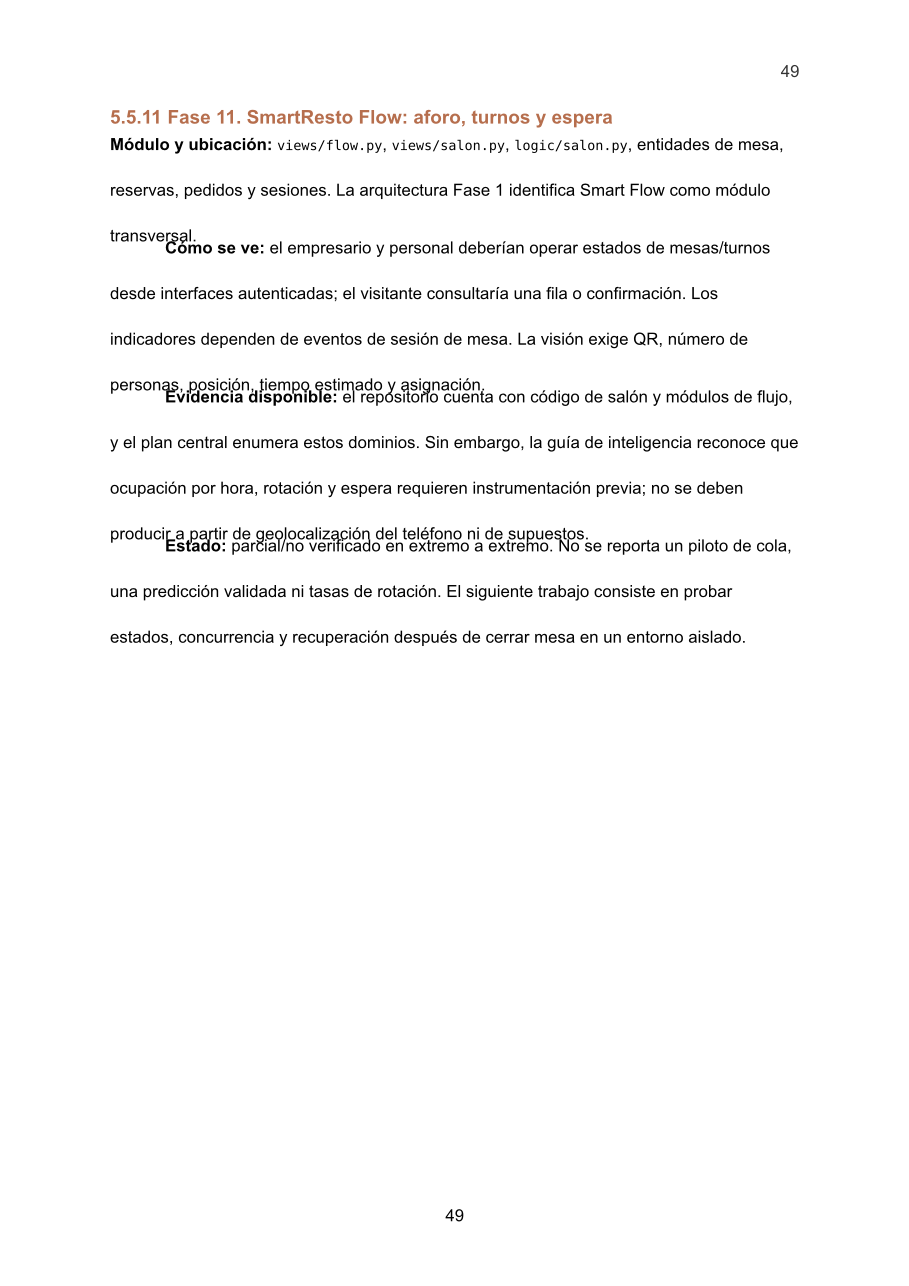 49
5.5.11 Fase 11. SmartResto Flow: aforo, turnos y espera
Módulo y ubicación: views/flow.py, views/salon.py, logic/salon.py, entidades de mesa,
reservas, pedidos y sesiones. La arquitectura Fase 1 identifica Smart Flow como módulo
transversal.
Cómo se ve: el empresario y personal deberían operar estados de mesas/turnos
desde interfaces autenticadas; el visitante consultaría una fila o confirmación. Los
indicadores dependen de eventos de sesión de mesa. La visión exige QR, número de
personas, posición, tiempo estimado y asignación.
Evidencia disponible: el repositorio cuenta con código de salón y módulos de flujo,
y el plan central enumera estos dominios. Sin embargo, la guía de inteligencia reconoce que
ocupación por hora, rotación y espera requieren instrumentación previa; no se deben
producir a partir de geolocalización del teléfono ni de supuestos.
Estado: parcial/no verificado en extremo a extremo. No se reporta un piloto de cola,
una predicción validada ni tasas de rotación. El siguiente trabajo consiste en probar
estados, concurrencia y recuperación después de cerrar mesa en un entorno aislado.
49